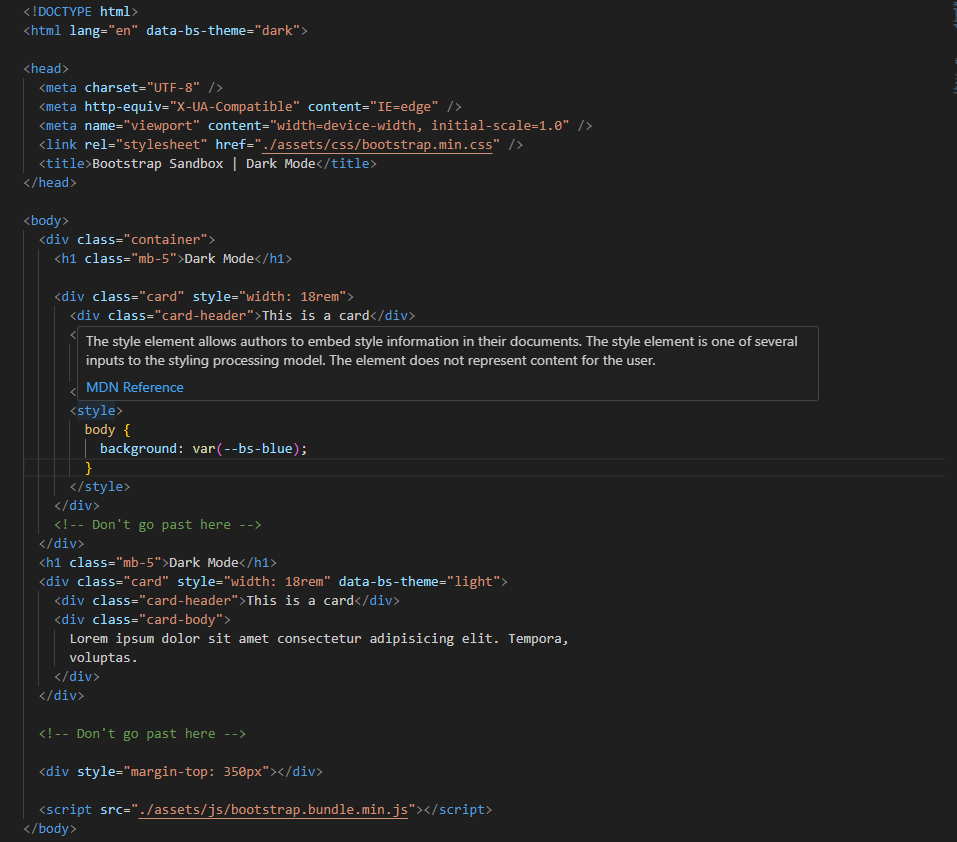 <!DOCTYPE html>
<html lang="en" data-bs-theme="dark">
<head>
<meta charset="UTF-8" />
<meta http-equiv="X-UA-Compatible" content="IE=edge" />
<meta name="viewport" content="width=device-width, initial-scale=1.0" />
<link rel="stylesheet" href="./assets/css/bootstrap.min.css" />
<title>Bootstrap Sandbox | Dark Mode</title>
</head>
<body>
<div class="container">
<h1 class="mb-5">Dark Mode</h1>
<div class="card" style="width: 18rem">
<div class="card-header">This is a card</div>
<
The style element allows authors to embed style information in their documents. The style element is one of several
inputs to the styling processing model. The element does not represent content for the user.
MDN Reference
<
<style>
body {
background: var(--bs-blue);
}
</style>
</div>
<!-- Don't go past here -->
</div>
<h1 class="mb-5">Dark Mode</h1>
<div class="card" style="width: 18rem" data-bs-theme="light">
<div class="card-header">This is a card</div>
<div class="card-body">
Lorem ipsum dolor sit amet consectetur adipisicing elit. Tempora,
voluptas.
</div>
</div>
<!-- Don't go past here -->
<div style="margin-top: 350px"></div>
<script src="./assets/js/bootstrap.bundle.min.js"></script>
</body>